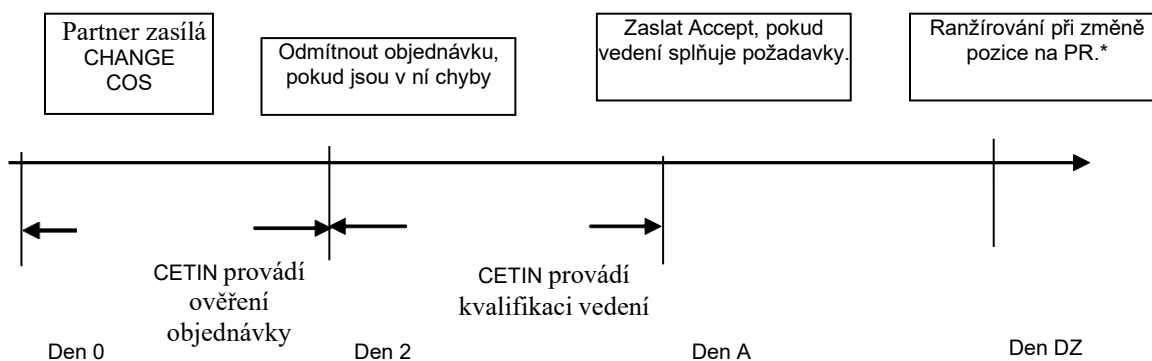 Partner zasílá
CHANGE
COS
Odmítnout objednávku,
pokud jsou v ní chyby
Zaslat Accept, pokud
vedení splňuje požadavky.
Ranžírování při změně
pozice na PR.*
CETIN provádí
ověření
objednávky
CETIN provádí
kvalifikaci vedení
Den 0
Den 2
Den A
Den DZ